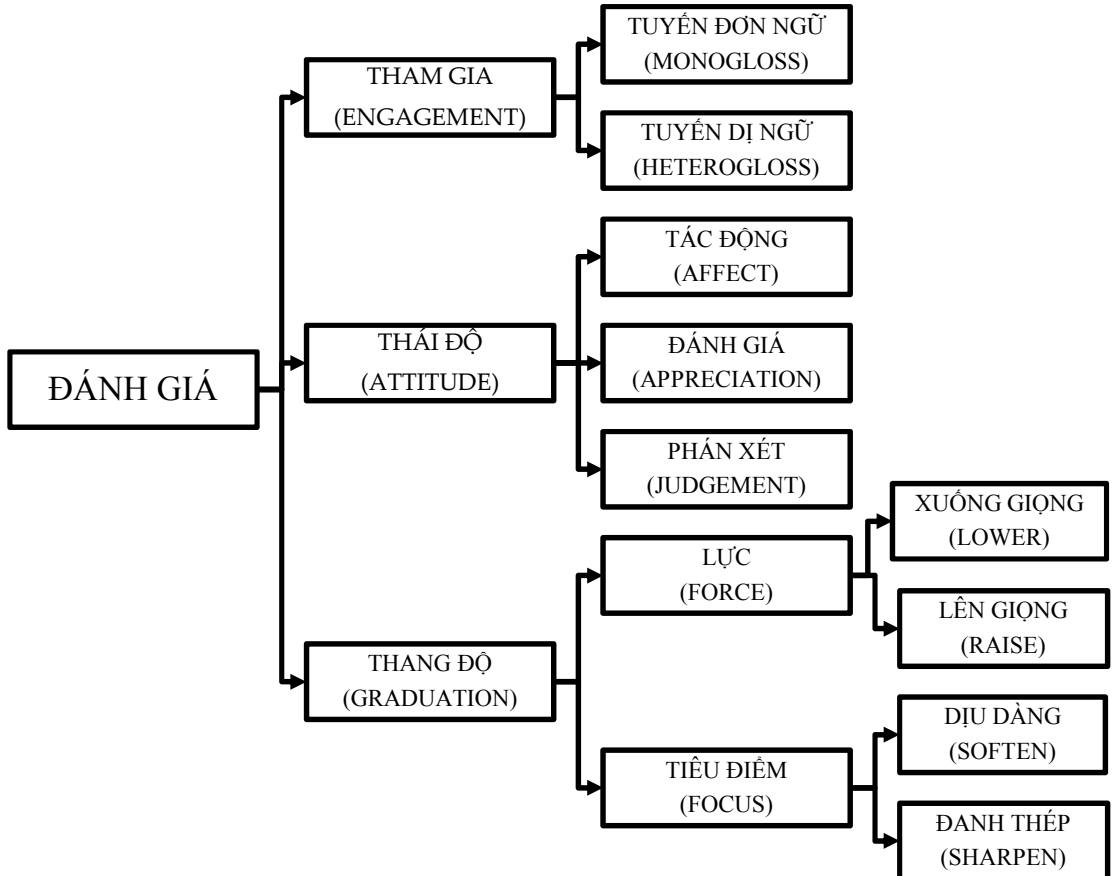 TUYẾN ĐƠN NGỮ
(MONOGLOSS)
THAM GIA
(ENGAGEMENT)
TUYẾN DỊ NGỮ
(HETEROGLOSS)
TÁC ĐỘNG
(AFFECT)
ĐÁNH GIÁ
THÁI ĐỘ
(ATTITUDE)
ĐÁNH GIÁ
(APPRECIATION)
PHÁN XÉT
(JUDGEMENT)
XUỐNG GIỌNG
(LOWER)
LỰC
(FORCE)
LÊN GIỌNG
(RAISE)
THANG ĐỘ
(GRADUATION)
DỊU DÀNG
(SOFTEN)
TIÊU ĐIỂM
(FOCUS)
ĐANH THÉP
(SHARPEN)